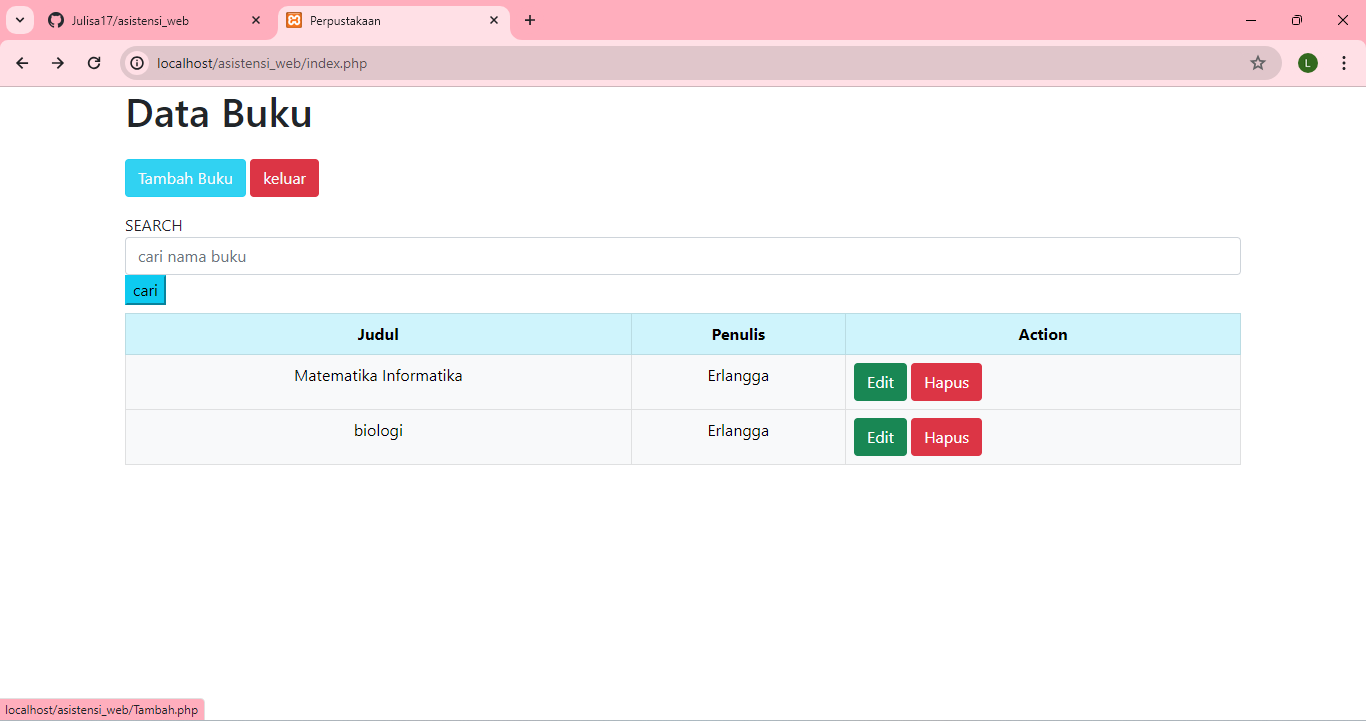 Julisa17/asistensi_web
Perpustakaan
localhost/asistensi_web/index.php
L
Data Buku
Tambah Buku keluar
SEARCH
cari nama buku
cari
Judul Penulis Action
Matematika Informatika Erlangga Edit Hapus
biologi Erlangga Edit Hapus
localhost/asistensi_web/Tambah.php